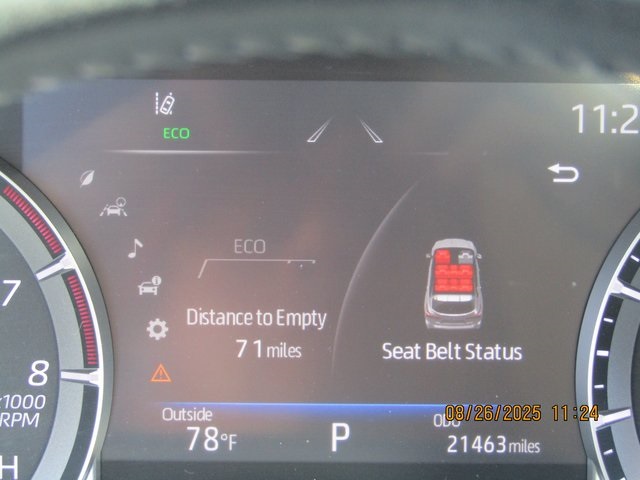 11:2
ECO
ECO
Distance to Empty
71 miles
Seat Belt Status
7
8
x1000
RPM
H
Outside
78°F
P
ODO
08/26/2025 11:24
21463 miles